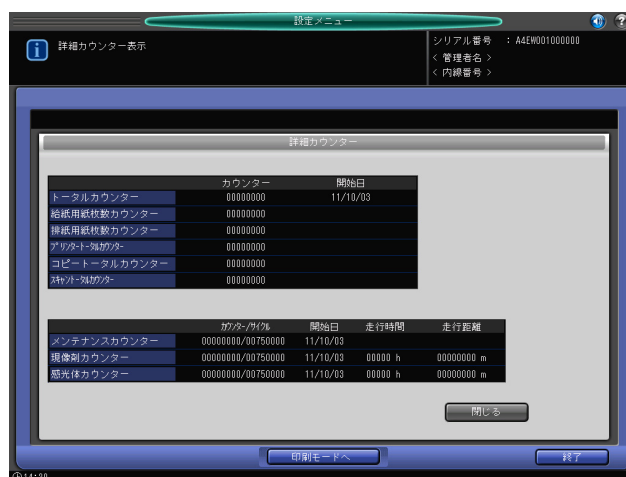 設定メニュー
?
i 詳細カウンター表示
シリアル番号 : A4EW001000000
< 管理者名 >
< 内線番号 >
詳細カウンター
カウンター 開始日
トータルカウンター 00000000 11/10/03
給紙用紙枚数カウンター 00000000
排紙用紙枚数カウンター 00000000
プリンタートータルカウンター 00000000
コピートータルカウンター 00000000
スキャントータルカウンター 00000000
カウンター/サイクル 開始日 走行時間 走行距離
メンテナンスカウンター 00000000/00750000 11/10/03
現像剤カウンター 00000000/00750000 11/10/03 00000 h 00000000 m
感光体カウンター 00000000/00750000 11/10/03 00000 h 00000000 m
閉じる
印刷モードへ 終了